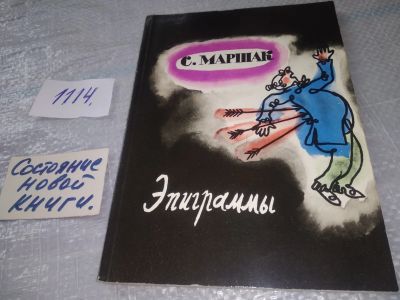 С. МАРШАК
1114.
Состояние
новой
книги.
Эпиграммы